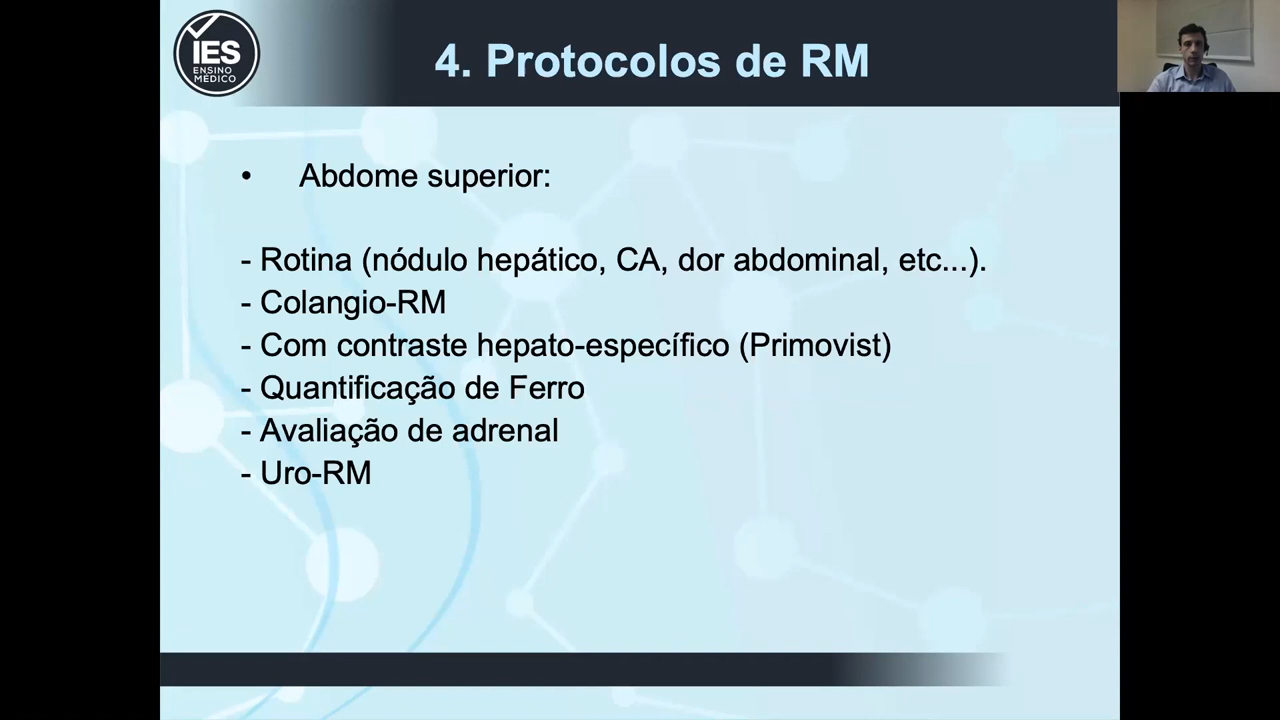 IES
ENSINO
MÉDICO
4. Protocolos de RM
• Abdome superior:
- Rotina (nódulo hepático, CA, dor abdominal, etc...).
- Colangio-RM
- Com contraste hepato-específico (Primovist)
- Quantificação de Ferro
- Avaliação de adrenal
- Uro-RM